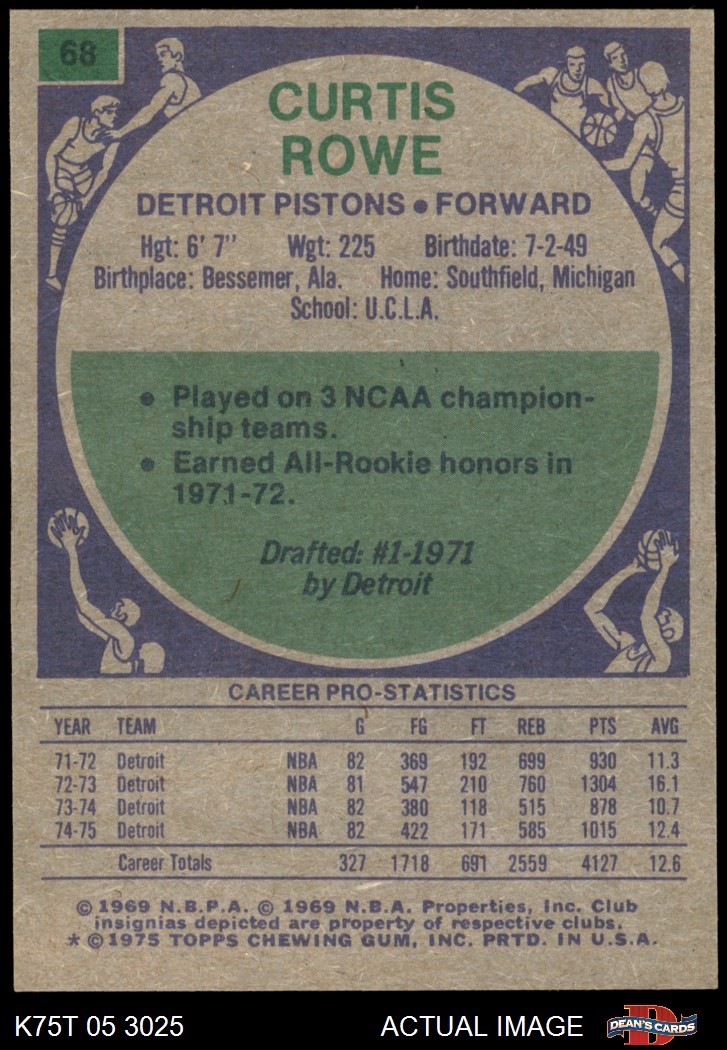 68
CURTIS
ROWE
DETROIT PISTONS • FORWARD
Hgt: 6' 7" Wgt: 225 Birthdate: 7-2-49
Birthplace: Bessemer, Ala. Home: Southfield, Michigan
School: U.C.L.A.
• Played on 3 NCAA champion-
ship teams.
• Earned All-Rookie honors in
1971-72.
Drafted: #1-1971
by Detroit
CAREER PRO-STATISTICS
YEAR TEAM G FG FT REB PTS AVG
71-72 Detroit NBA 82 369 192 699 930 11.3
72-73 Detroit NBA 81 547 210 760 1304 16.1
73-74 Detroit NBA 82 380 118 515 878 10.7
74-75 Detroit NBA 82 422 171 585 1015 12.4
Career Totals 327 1718 691 2559 4127 12.6
© 1969 N.B.P.A. © 1969 N.B.A. Properties, Inc. Club
insignias depicted are property of respective clubs.
* © 1975 TOPPS CHEWING GUM, INC. PRTD. IN U.S.A.
K75T 05 3025 ACTUAL IMAGE DEAN'S CARDS